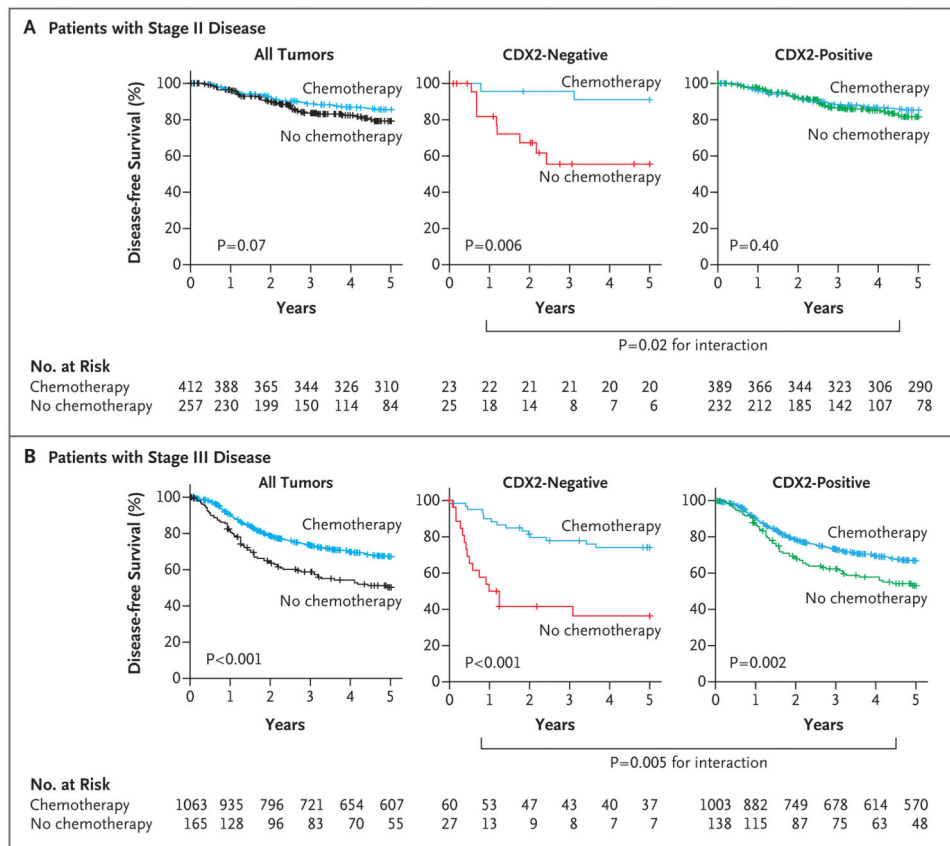 A Patients with Stage II Disease
All Tumors
CDX2-Negative
CDX2-Positive
Disease-free Survival (%)
100
80
60
40
20
0
Chemotherapy
No chemotherapy
P=0.07
0 1 2 3 4 5
Years
100
80
60
40
20
0
Chemotherapy
No chemotherapy
P=0.006
0 1 2 3 4 5
Years
100
80
60
40
20
0
Chemotherapy
No chemotherapy
P=0.40
0 1 2 3 4 5
Years
P=0.02 for interaction
No. at Risk
Chemotherapy 412 388 365 344 326 310 23 22 21 21 20 20 389 366 344 323 306 290
No chemotherapy 257 230 199 150 114 84 25 18 14 8 7 6 232 212 185 142 107 78
B Patients with Stage III Disease
All Tumors
CDX2-Negative
CDX2-Positive
Disease-free Survival (%)
100
80
60
40
20
0
Chemotherapy
No chemotherapy
P<0.001
0 1 2 3 4 5
Years
100
80
60
40
20
0
Chemotherapy
No chemotherapy
P<0.001
0 1 2 3 4 5
Years
100
80
60
40
20
0
Chemotherapy
No chemotherapy
P=0.002
0 1 2 3 4 5
Years
P=0.005 for interaction
No. at Risk
Chemotherapy 1063 935 796 721 654 607 60 53 47 43 40 37 1003 882 749 678 614 570
No chemotherapy 165 128 96 83 70 55 27 13 9 8 7 7 138 115 87 75 63 48